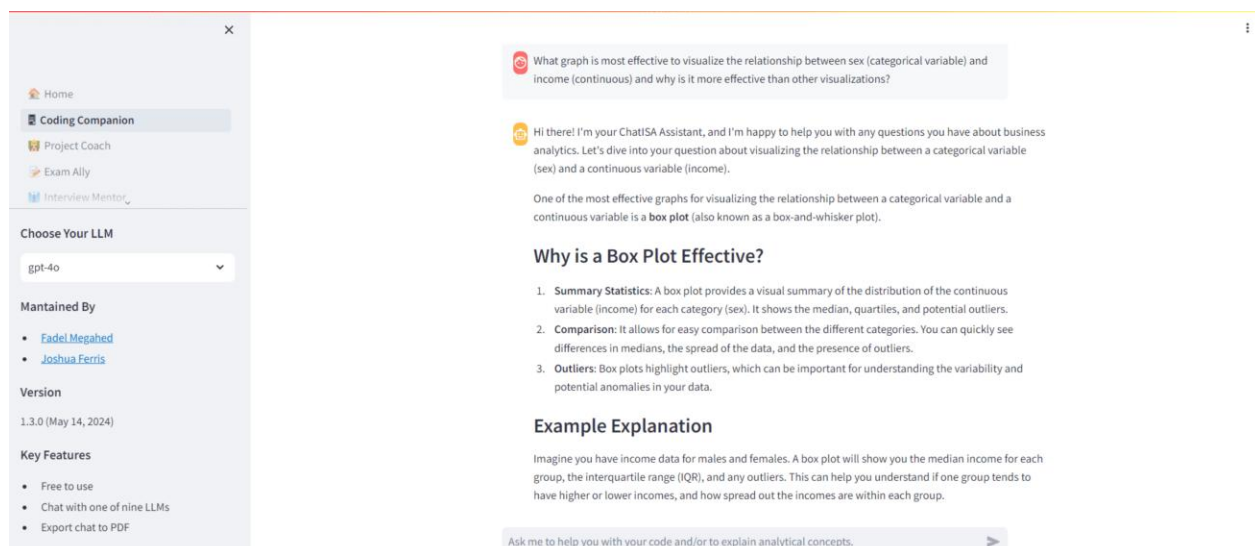 Home
Coding Companion
Project Coach
Exam Ally
Interview Mentor
Choose Your LLM
gpt-4o
Mantained By
Fadel Megahed
Joshua Ferris
Version
1.3.0 (May 14, 2024)
Key Features
Free to use
Chat with one of nine LLMs
Export chat to PDF
What graph is most effective to visualize the relationship between sex (categorical variable) and
income (continuous) and why is it more effective than other visualizations?
Hi there! I'm your ChatISA Assistant, and I'm happy to help you with any questions you have about business
analytics. Let's dive into your question about visualizing the relationship between a categorical variable
(sex) and a continuous variable (income).
One of the most effective graphs for visualizing the relationship between a categorical variable and a
continuous variable is a box plot (also known as a box-and-whisker plot).
Why is a Box Plot Effective?
1. Summary Statistics: A box plot provides a visual summary of the distribution of the continuous
variable (income) for each category (sex). It shows the median, quartiles, and potential outliers.
2. Comparison: It allows for easy comparison between the different categories. You can quickly see
differences in medians, the spread of the data, and the presence of outliers.
3. Outliers: Box plots highlight outliers, which can be important for understanding the variability and
potential anomalies in your data.
Example Explanation
Imagine you have income data for males and females. A box plot will show you the median income for each
group, the interquartile range (IQR), and any outliers. This can help you understand if one group tends to
have higher or lower incomes, and how spread out the incomes are within each group.
Ask me to help you with your code and/or to explain analytical concepts.